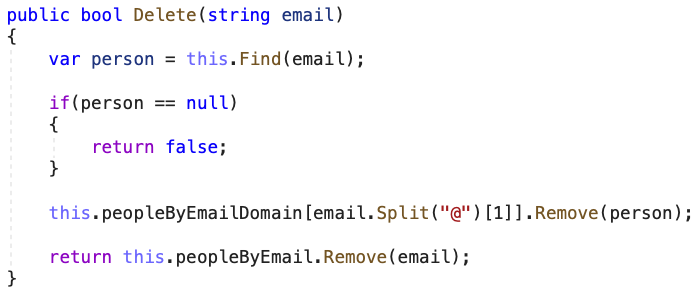 public bool Delete(string email)
{
    var person = this.Find(email);

    if(person == null)
    {
        return false;
    }

    this.peopleByEmailDomain[email.Split("@")[1]].Remove(person);

    return this.peopleByEmail.Remove(email);
}